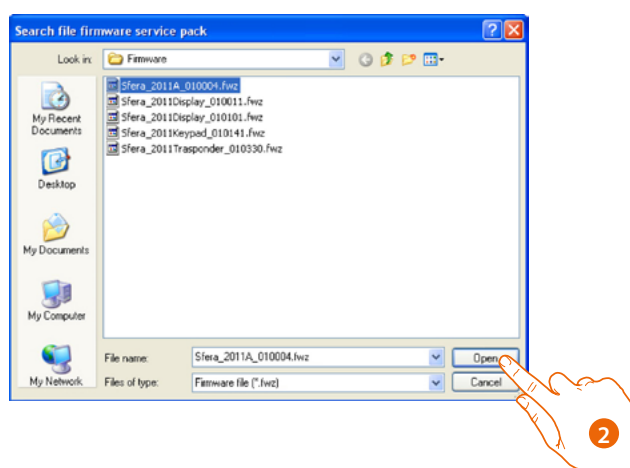 Search file firmware service pack
Look in:
Firmware
Sfera_2011A_010004.fwz
Sfera_2011Display_010011.fwz
Sfera_2011Display_010101.fwz
Sfera_2011Keypad_010141.fwz
Sfera_2011Trasponder_010330.fwz
My Recent
Documents
Desktop
My Documents
My Computer
My Network
File name:
Sfera_2011A_010004.fwz
Open
Files of type:
Firmware file (*.fwz)
Cancel
2